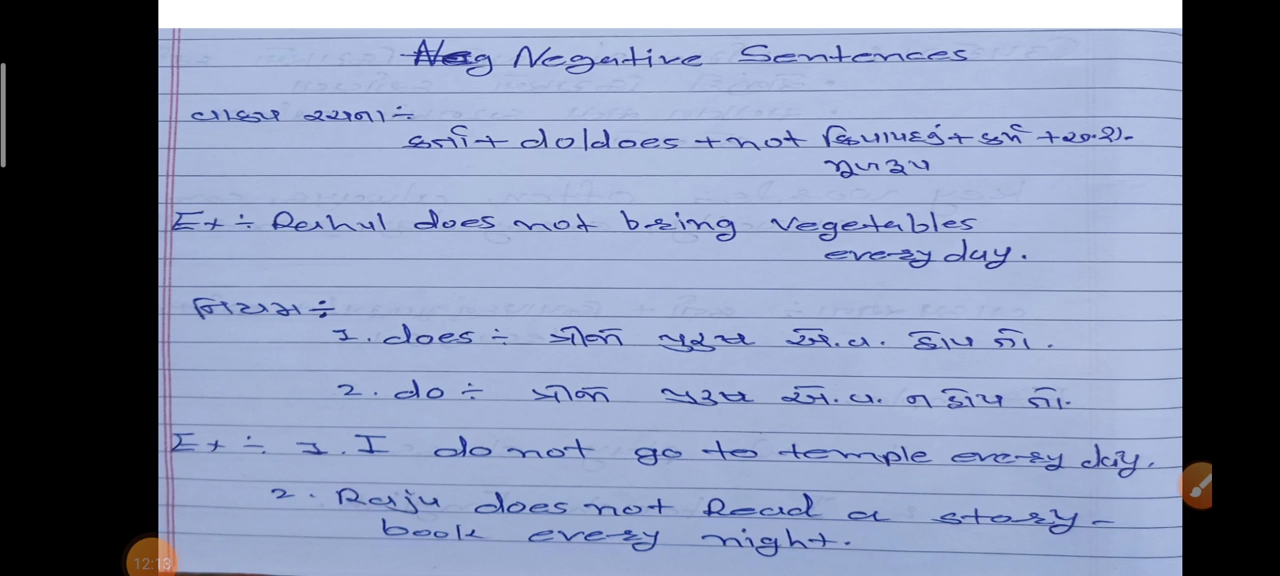 Neg Negative Sentences
વાક્ય રચના ÷
કર્તા + do/does + not ક્રિયાપદનું + કર્મ + અ.શ.
મૂળરૂપ
Ex ÷ Rahul does not bring vegetables
every day.
નિયમ ÷
1. does ÷ ત્રીજો પુરુષ એ.વ. હોય તો.
2. do ÷ ત્રીજો પુરુષ એ.વ. ન હોય તો.
Ex ÷ 1. I do not go to temple every day.
2. Raju does not Read a story-
book every night.
12:13